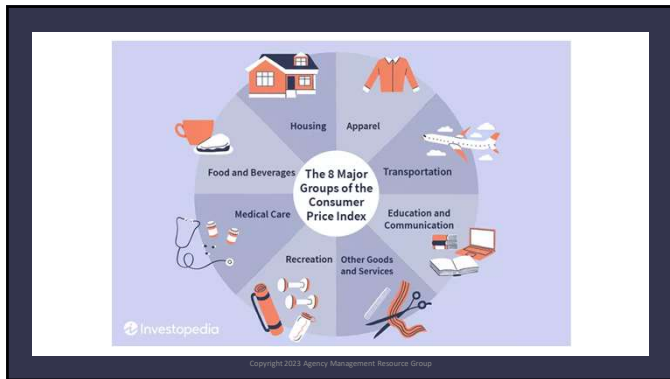 Housing
Apparel
Food and Beverages
The 8 Major
Groups of the
Consumer
Price Index
Transportation
Medical Care
Education and
Communication
Recreation
Other Goods
and Services
Investopedia
Copyright 2023 Agency Management Resource Group